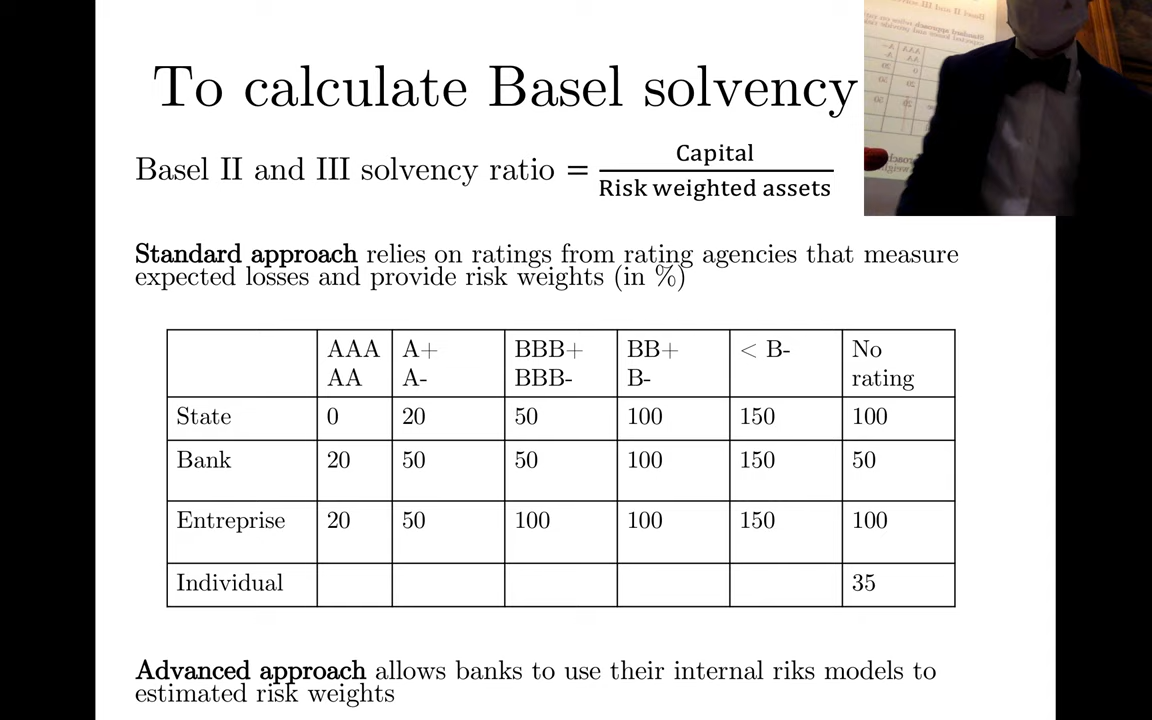 To calculate Basel solvency
Basel II and III solvency ratio = Capital / Risk weighted assets
Standard approach relies on ratings from rating agencies that measure
expected losses and provide risk weights (in %)
AAA AA | A+ A- | BBB+ BBB- | BB+ B- | < B- | No rating
State 0 20 50 100 150 100
Bank 20 50 50 100 150 50
Entreprise 20 50 100 100 150 100
Individual 35
Advanced approach allows banks to use their internal riks models to
estimated risk weights